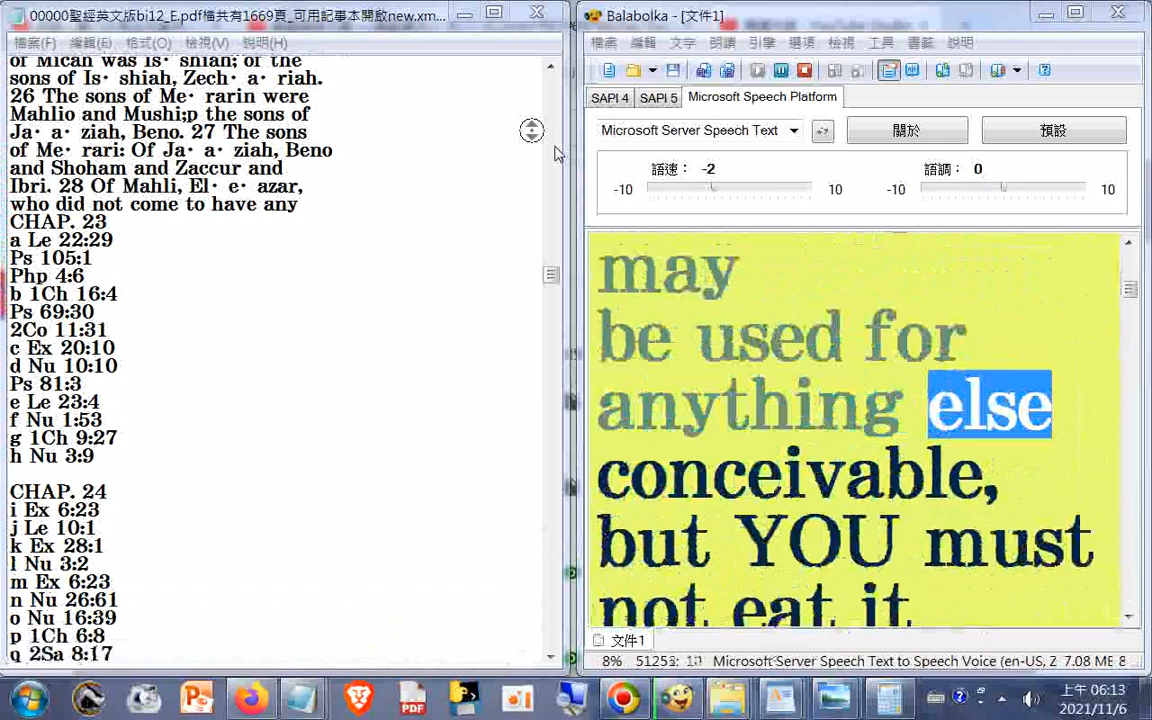 00000聖經英文版bi12_E.pdf檔共有1669頁_可用記事本開啟new.xm...
檔案(F) 編輯(E) 格式(O) 檢視(V) 說明(H)
of Mican was Is· shiah; of the
sons of Is· shiah, Zech· a· riah.
26 The sons of Me· rarin were
Mahlio and Mushi;p the sons of
Ja· a· ziah, Beno. 27 The sons
of Me· rari: Of Ja· a· ziah, Beno
and Shoham and Zaccur and
Ibri. 28 Of Mahli, El· e· azar,
who did not come to have any
CHAP. 23
a Le 22:29
Ps 105:1
Php 4:6
b 1Ch 16:4
Ps 69:30
2Co 11:31
c Ex 20:10
d Nu 10:10
Ps 81:3
e Le 23:4
f Nu 1:53
g 1Ch 9:27
h Nu 3:9
CHAP. 24
i Ex 6:23
j Le 10:1
k Ex 28:1
l Nu 3:2
m Ex 6:23
n Nu 26:61
o Nu 16:39
p 1Ch 6:8
q 2Sa 8:17
Balabolka - [文件1]
檔案 編輯 文字 朗讀 引擎 選項 檢視 工具 書籤 說明
SAPI 4 SAPI 5 Microsoft Speech Platform
Microsoft Server Speech Text 關於 預設
語速： -2 語調： 0
-10 10 -10 10
may
be used for
anything else
conceivable,
but YOU must
not eat it
文件1
8% Microsoft Server Speech Text to Speech Voice (en-US, Z 7.08 MB 8
PDF
上午 06:13
2021/11/6